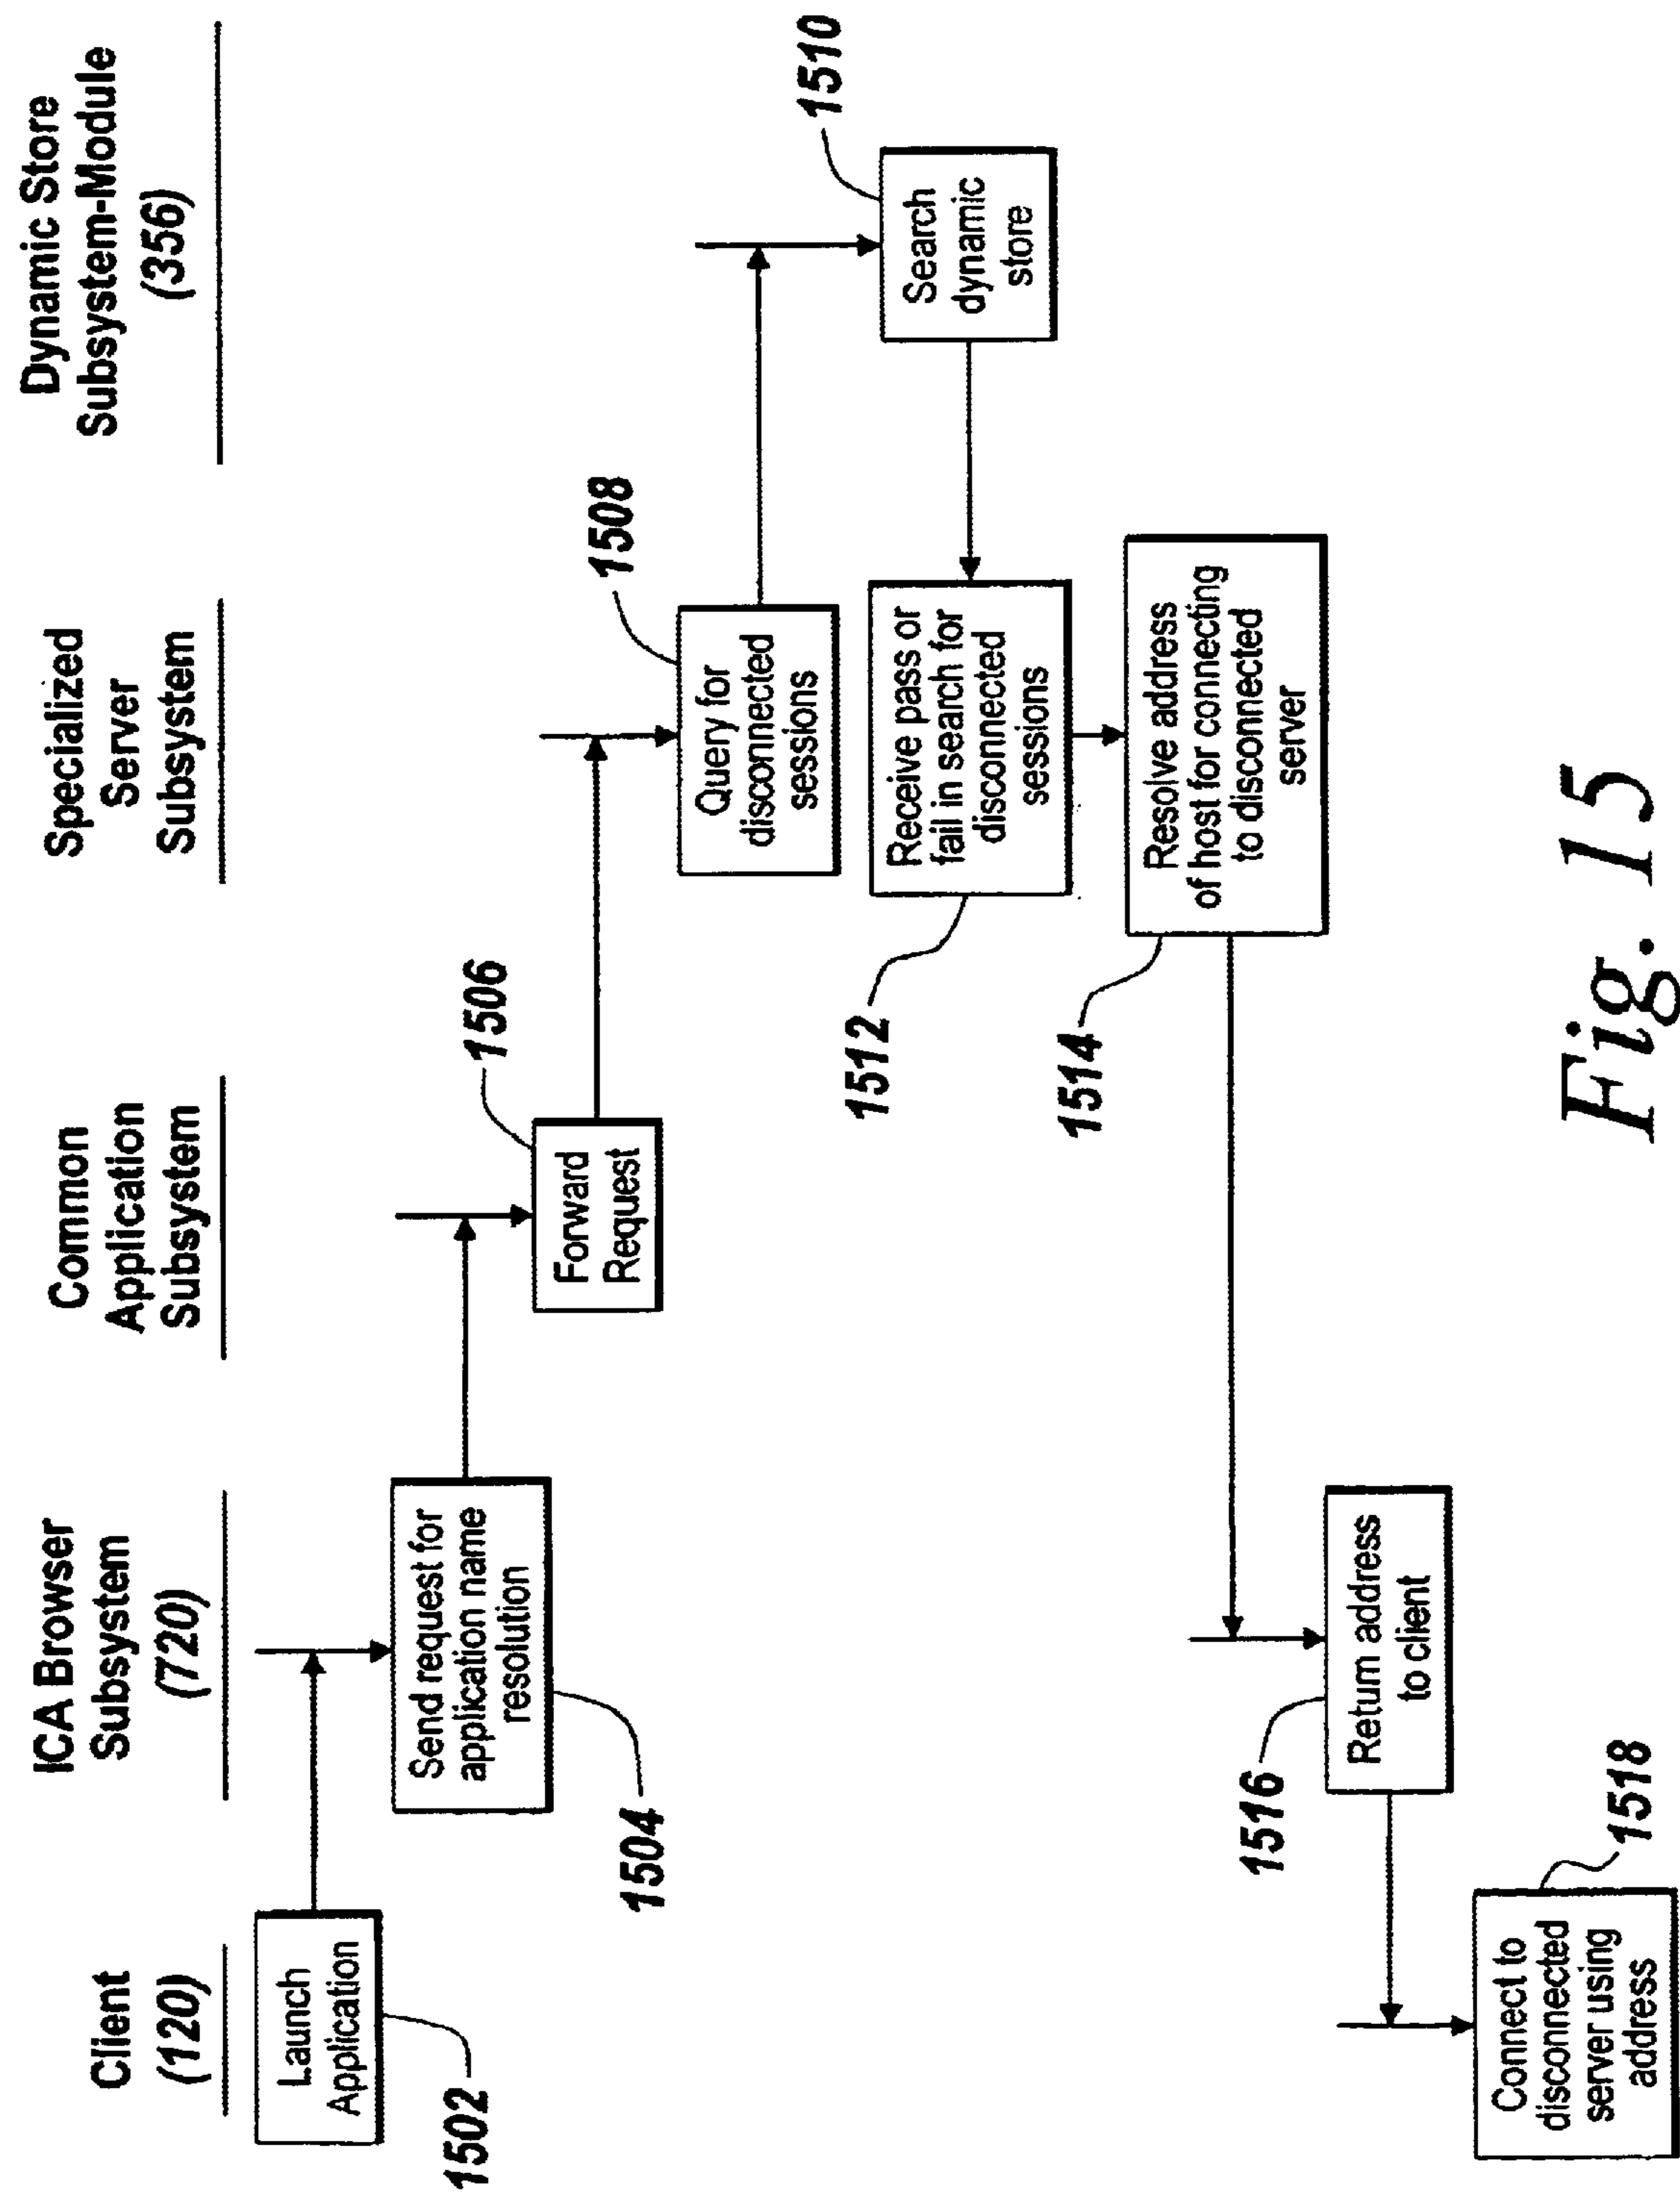 Client
(120)
ICA Browser
Subsystem
(720)
Common
Application
Subsystem
Specialized
Server
Subsystem
Dynamic Store
Subsystem-Module
(356)
Launch
Application
1502
Send request for
application name
resolution
1504
Forward
Request
1506
Query for
disconnected
sessions
1508
Search
dynamic
store
1510
Receive pass or
fail in search for
disconnected
sessions
1512
Resolve address
of host for connecting
to disconnected
server
1514
Return address
to client
1516
Connect to
disconnected
server using
address
1518
Fig. 15